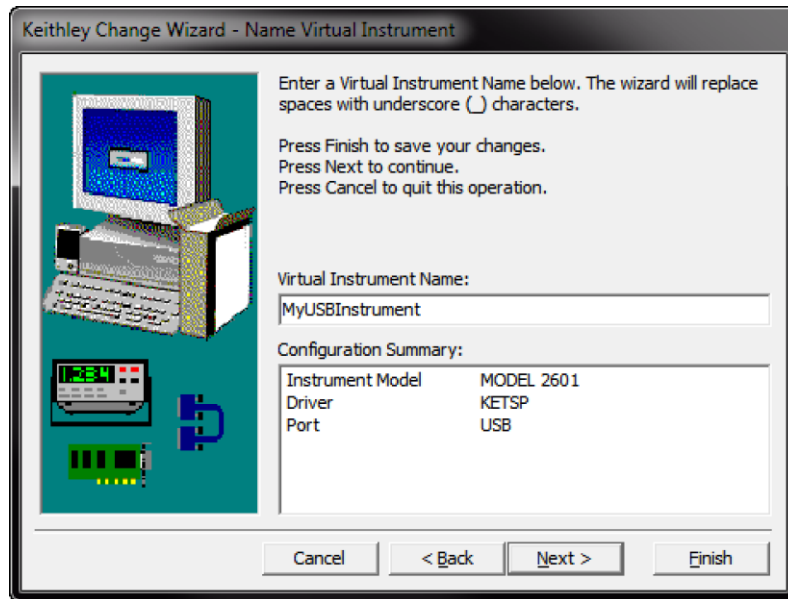 Keithley Change Wizard - Name Virtual Instrument
Enter a Virtual Instrument Name below. The wizard will replace
spaces with underscore (_) characters.
Press Finish to save your changes.
Press Next to continue.
Press Cancel to quit this operation.
Virtual Instrument Name:
MyUSBInstrument
Configuration Summary:
Instrument Model MODEL 2601
Driver KETSP
Port USB
1.234
Cancel < Back Next > Finish